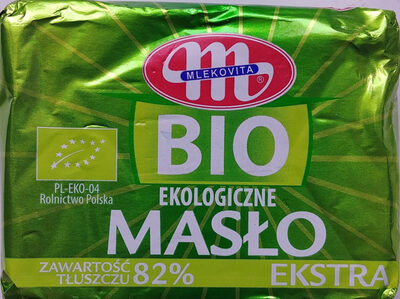 m
MLEKOVITA
®
BIO
PL-EKO-04
Rolnictwo Polska
EKOLOGICZNE
MASŁO
ZAWARTOŚĆ
TŁUSZCZU 82%
EKSTRA